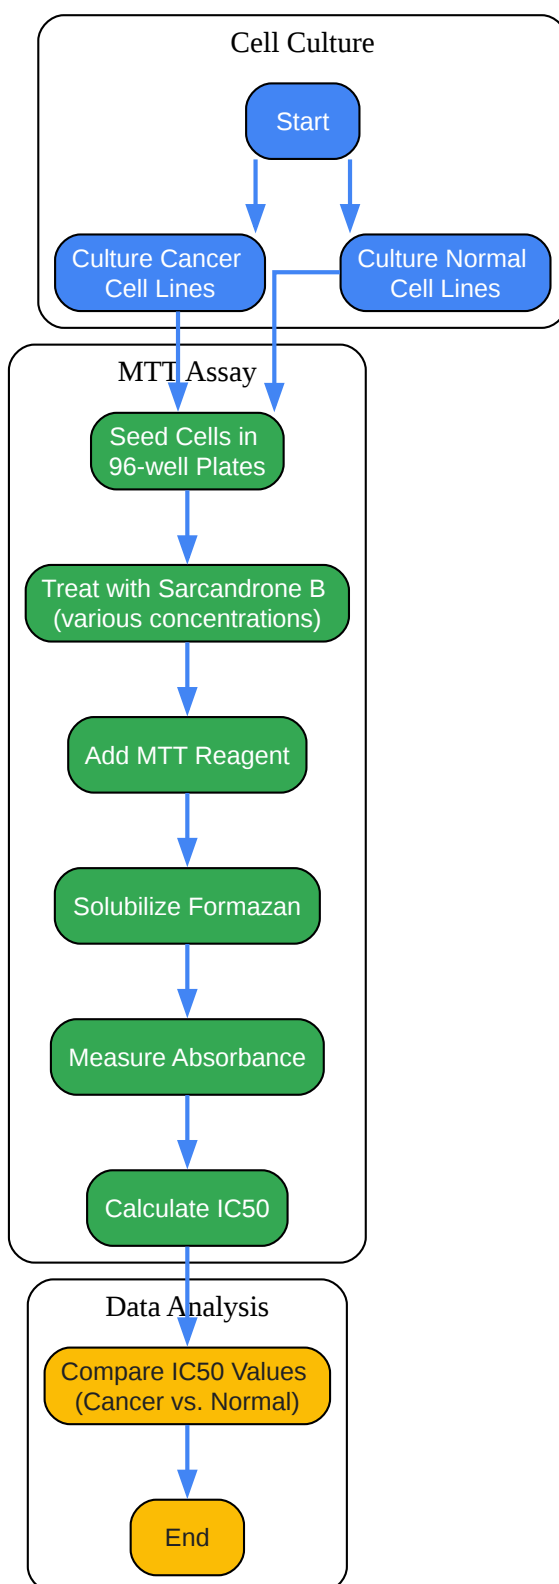 Cell Culture
Start
Culture Cancer
Cell Lines
Culture Normal
Cell Lines
MTT Assay
Seed Cells in
96-well Plates
Treat with Sarcandrone B
(various concentrations)
Add MTT Reagent
Solubilize Formazan
Measure Absorbance
Calculate IC50
Data Analysis
Compare IC50 Values
(Cancer vs. Normal)
End